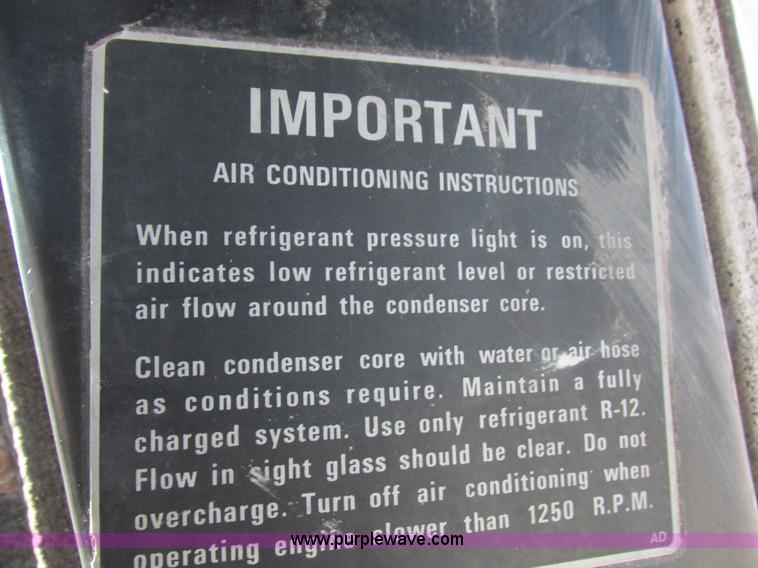 IMPORTANT
AIR CONDITIONING INSTRUCTIONS
When refrigerant pressure light is on, this
indicates low refrigerant level or restricted
air flow around the condenser core.
Clean condenser core with water or air hose
as conditions require. Maintain a fully
charged system. Use only refrigerant R-12.
Flow in sight glass should be clear. Do not
overcharge. Turn off air conditioning when
operating engine slower than 1250 R.P.M.
www.purplewave.com
AD